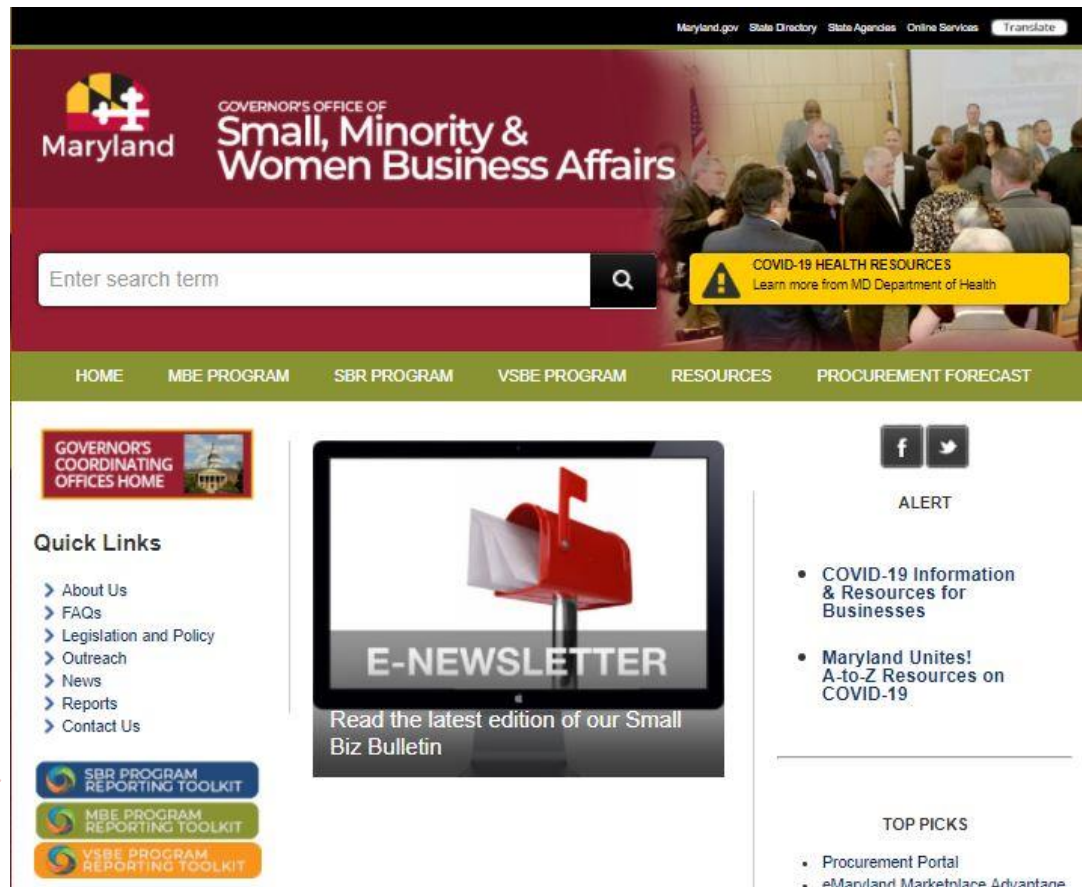 Maryland.gov State Directory State Agencies Online Services Translate
Maryland
GOVERNOR'S OFFICE OF
Small, Minority &
Women Business Affairs
Enter search term
COVID-19 HEALTH RESOURCES
Learn more from MD Department of Health
HOME MBE PROGRAM SBR PROGRAM VSBE PROGRAM RESOURCES PROCUREMENT FORECAST
GOVERNOR'S
COORDINATING
OFFICES HOME
Quick Links
About Us
FAQs
Legislation and Policy
Outreach
News
Reports
Contact Us
SBR PROGRAM
REPORTING TOOLKIT
MBE PROGRAM
REPORTING TOOLKIT
VSBE PROGRAM
REPORTING TOOLKIT
E-NEWSLETTER
Read the latest edition of our Small
Biz Bulletin
ALERT
COVID-19 Information
& Resources for
Businesses
Maryland Unites!
A-to-Z Resources on
COVID-19
TOP PICKS
Procurement Portal
eMaryland Marketplace Advantage